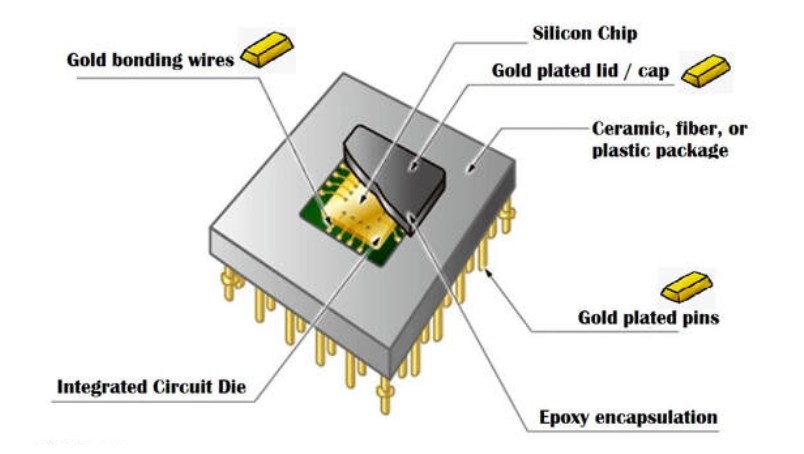 Silicon Chip
Gold bonding wires
Gold plated lid / cap
Ceramic, fiber, or
plastic package
Gold plated pins
Integrated Circuit Die
Epoxy encapsulation